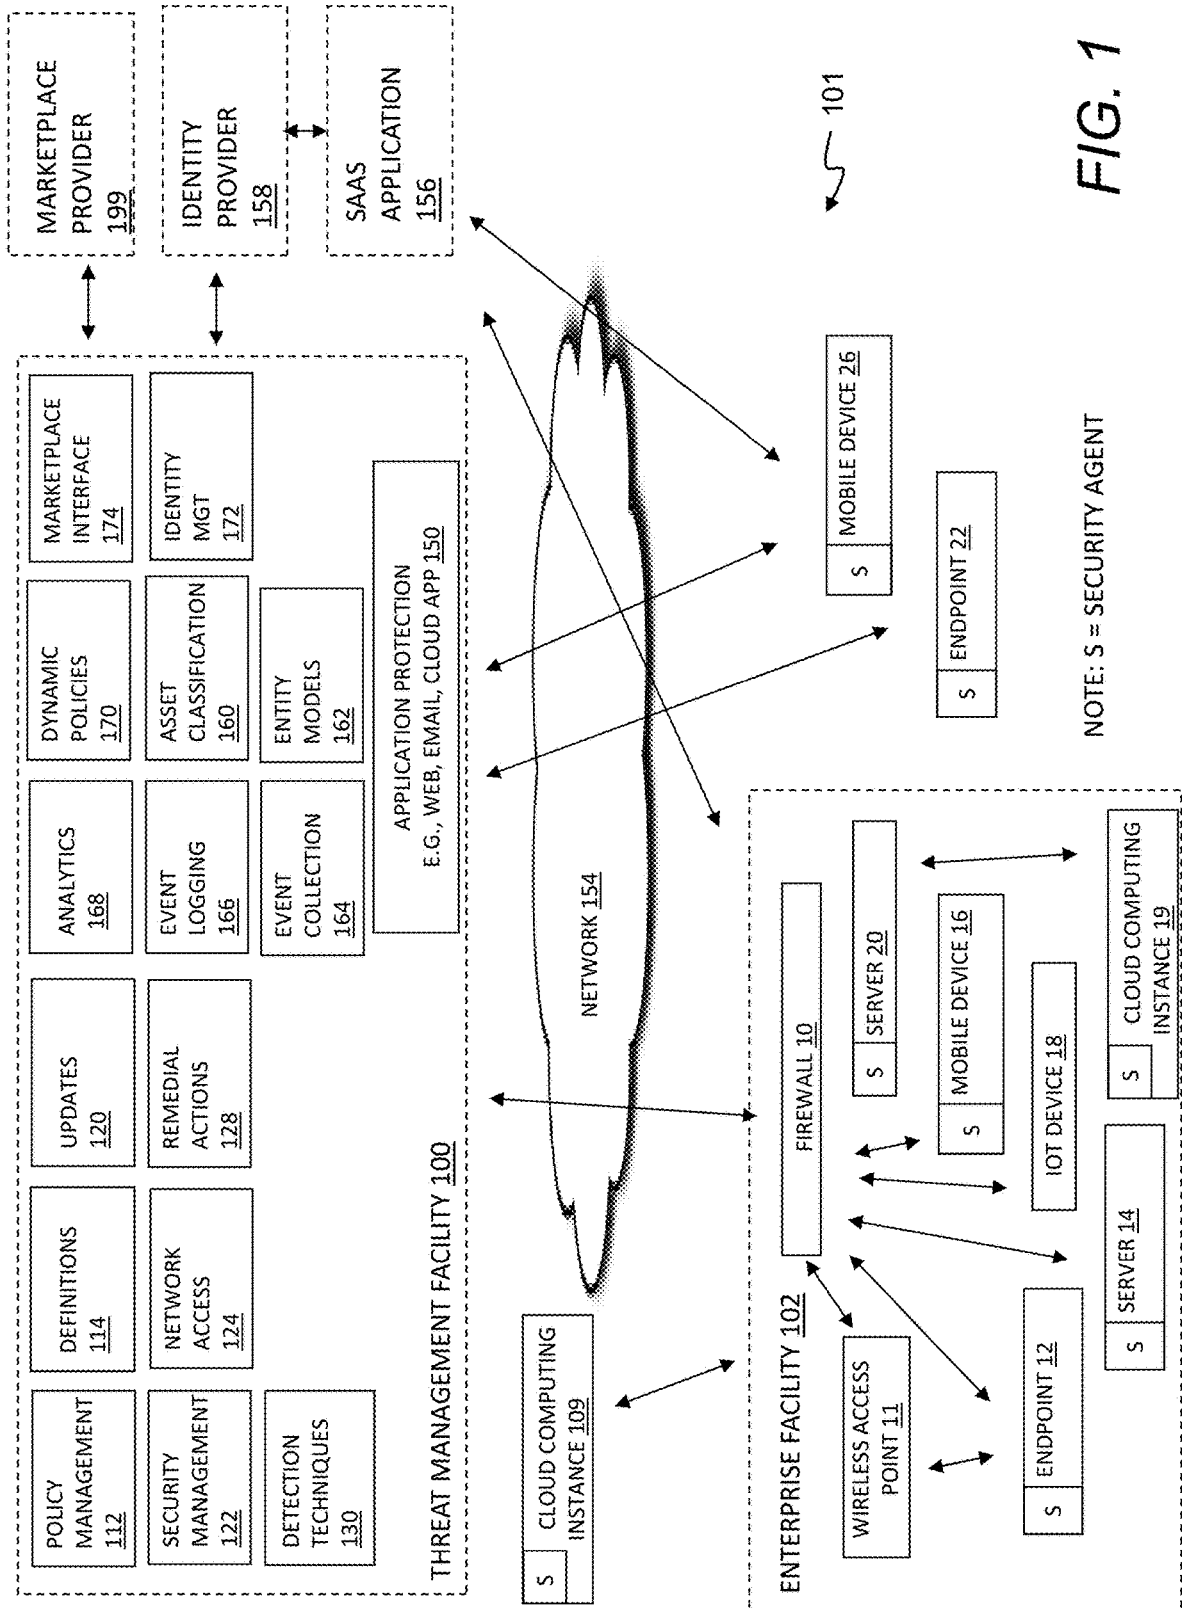 POLICY
MANAGEMENT
112
DEFINITIONS
114
UPDATES
120
ANALYTICS
168
DYNAMIC
POLICIES
170
MARKETPLACE
INTERFACE
174
MARKETPLACE
PROVIDER
199
SECURITY
MANAGEMENT
122
NETWORK
ACCESS
124
REMEDIAL
ACTIONS
128
EVENT
LOGGING
166
ASSET
CLASSIFICATION
160
IDENTITY
MGT
172
IDENTITY
PROVIDER
158
DETECTION
TECHNIQUES
130
EVENT
COLLECTION
164
ENTITY
MODELS
162
SAAS
APPLICATION
156
APPLICATION PROTECTION
E.G., WEB, EMAIL, CLOUD APP 150
THREAT MANAGEMENT FACILITY 100
S
CLOUD COMPUTING
INSTANCE 109
NETWORK 154
101
ENTERPRISE FACILITY 102
FIREWALL 10
WIRELESS ACCESS
POINT 11
S
SERVER 20
S
MOBILE DEVICE 26
S
MOBILE DEVICE 16
S
ENDPOINT 22
S
ENDPOINT 12
IOT DEVICE 18
S
SERVER 14
S
CLOUD COMPUTING
INSTANCE 19
NOTE: S = SECURITY AGENT
FIG. 1